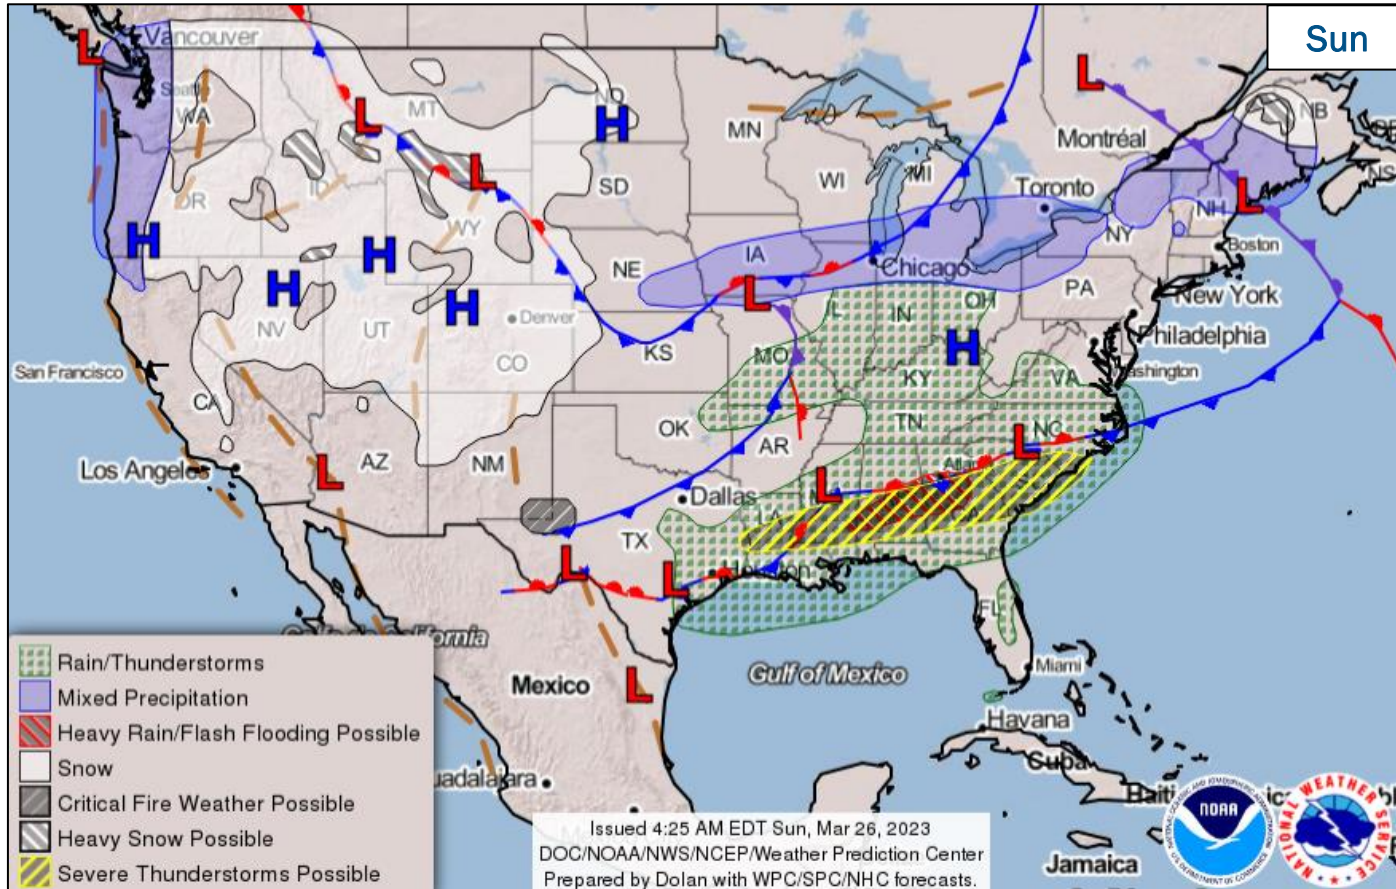 Sun
Vancouver
Seattle
WA
MT
ND
MN
Montréal
NB
NS
OR
ID
SD
WI
MI
Toronto
WY
NH
Boston
NE
IA
Chicago
NY
PA
New York
NV
UT
Denver
CO
KS
MO
IL
IN
OH
Philadelphia
San Francisco
CA
KY
VA
ashington
OK
AR
TN
NC
Los Angeles
AZ
NM
Dallas
LA
TX
Houston
FL
Miami
Mexico
Gulf of Mexico
Havana
Cuba
Haiti
Jamaica
uadalajara
H
H
H
H
H
H
L
L
L
L
L
L
L
L
L
L
L
L
L
Rain/Thunderstorms
Mixed Precipitation
Heavy Rain/Flash Flooding Possible
Snow
Critical Fire Weather Possible
Heavy Snow Possible
Severe Thunderstorms Possible
Issued 4:25 AM EDT Sun, Mar 26, 2023
DOC/NOAA/NWS/NCEP/Weather Prediction Center
Prepared by Dolan with WPC/SPC/NHC forecasts.
NOAA
NATIONAL WEATHER SERVICE